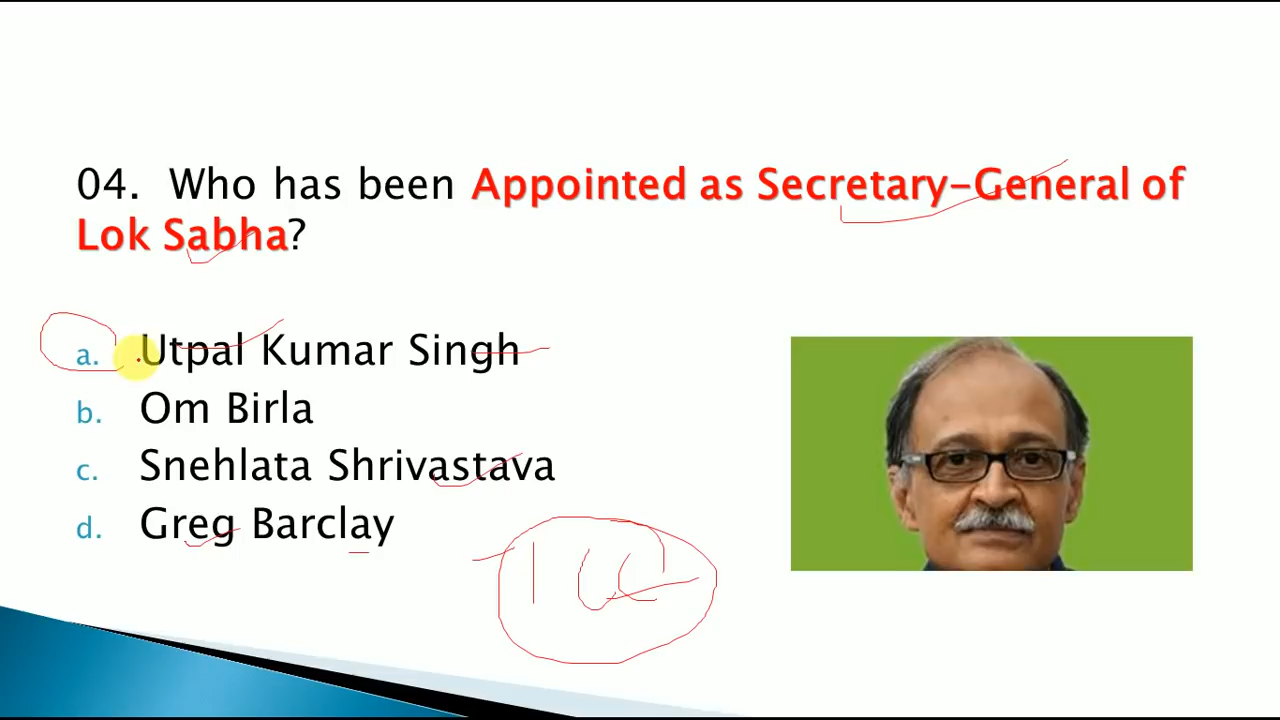 04. Who has been Appointed as Secretary-General of
Lok Sabha?
a. Utpal Kumar Singh
b. Om Birla
c. Snehlata Shrivastava
d. Greg Barclay
ICC